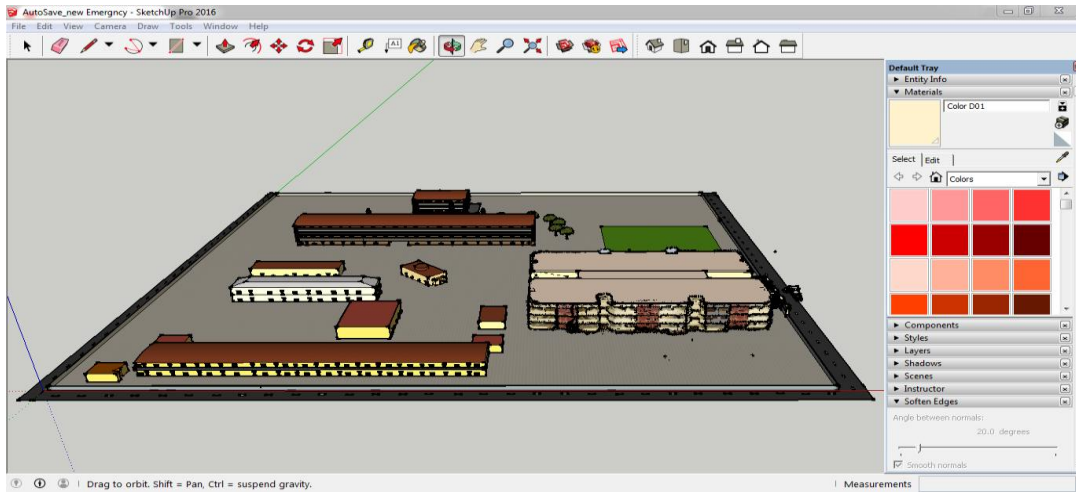 AutoSave_new Emergncy - SketchUp Pro 2016
File Edit View Camera Draw Tools Window Help
A1
Default Tray
Entity Info
Materials
Color D01
Select Edit
Colors
Components
Styles
Layers
Shadows
Scenes
Instructor
Soften Edges
Angle between normals:
20.0 degrees
Smooth normals
Drag to orbit. Shift = Pan, Ctrl = suspend gravity.
Measurements